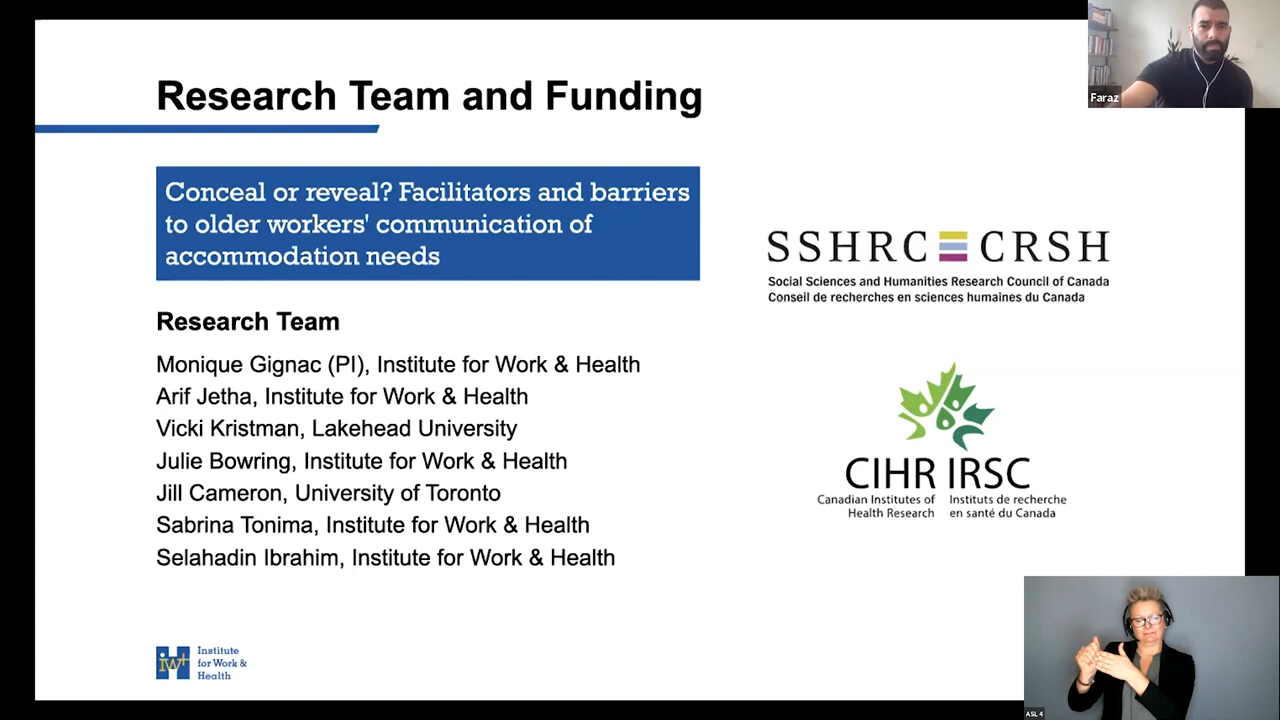 Faraz
Research Team and Funding
Conceal or reveal? Facilitators and barriers
to older workers' communication of
accommodation needs
Research Team
Monique Gignac (PI), Institute for Work & Health
Arif Jetha, Institute for Work & Health
Vicki Kristman, Lakehead University
Julie Bowring, Institute for Work & Health
Jill Cameron, University of Toronto
Sabrina Tonima, Institute for Work & Health
Selahadin Ibrahim, Institute for Work & Health
SSHRC CRSH
Social Sciences and Humanities Research Council of Canada
Conseil de recherches en sciences humaines du Canada
CIHR IRSC
Canadian Institutes of Instituts de recherche
Health Research en santé du Canada
iw+
Institute
for Work &
Health
ASL 4